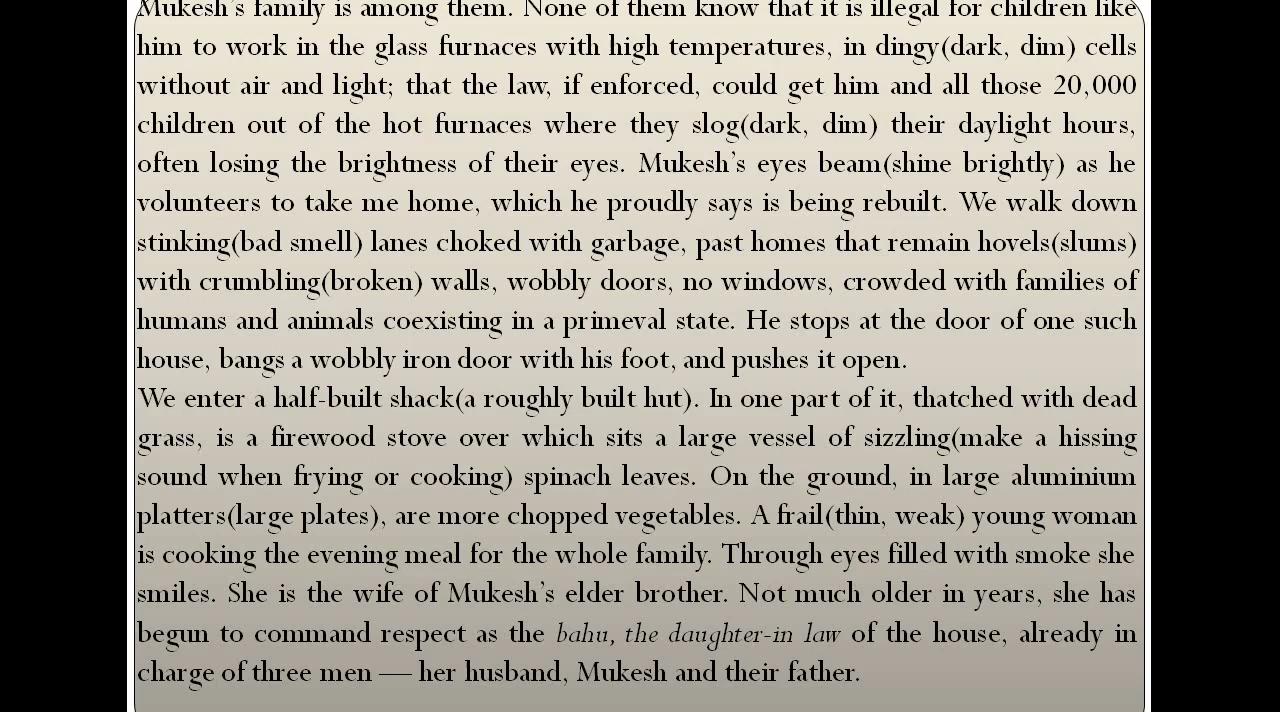 Mukesh's family is among them. None of them know that it is illegal for children like
him to work in the glass furnaces with high temperatures, in dingy(dark, dim) cells
without air and light; that the law, if enforced, could get him and all those 20,000
children out of the hot furnaces where they slog(dark, dim) their daylight hours,
often losing the brightness of their eyes. Mukesh's eyes beam(shine brightly) as he
volunteers to take me home, which he proudly says is being rebuilt. We walk down
stinking(bad smell) lanes choked with garbage, past homes that remain hovels(slums)
with crumbling(broken) walls, wobbly doors, no windows, crowded with families of
humans and animals coexisting in a primeval state. He stops at the door of one such
house, bangs a wobbly iron door with his foot, and pushes it open.
We enter a half-built shack(a roughly built hut). In one part of it, thatched with dead
grass, is a firewood stove over which sits a large vessel of sizzling(make a hissing
sound when frying or cooking) spinach leaves. On the ground, in large aluminium
platters(large plates), are more chopped vegetables. A frail(thin, weak) young woman
is cooking the evening meal for the whole family. Through eyes filled with smoke she
smiles. She is the wife of Mukesh's elder brother. Not much older in years, she has
begun to command respect as the bahu, the daughter-in law of the house, already in
charge of three men — her husband, Mukesh and their father.